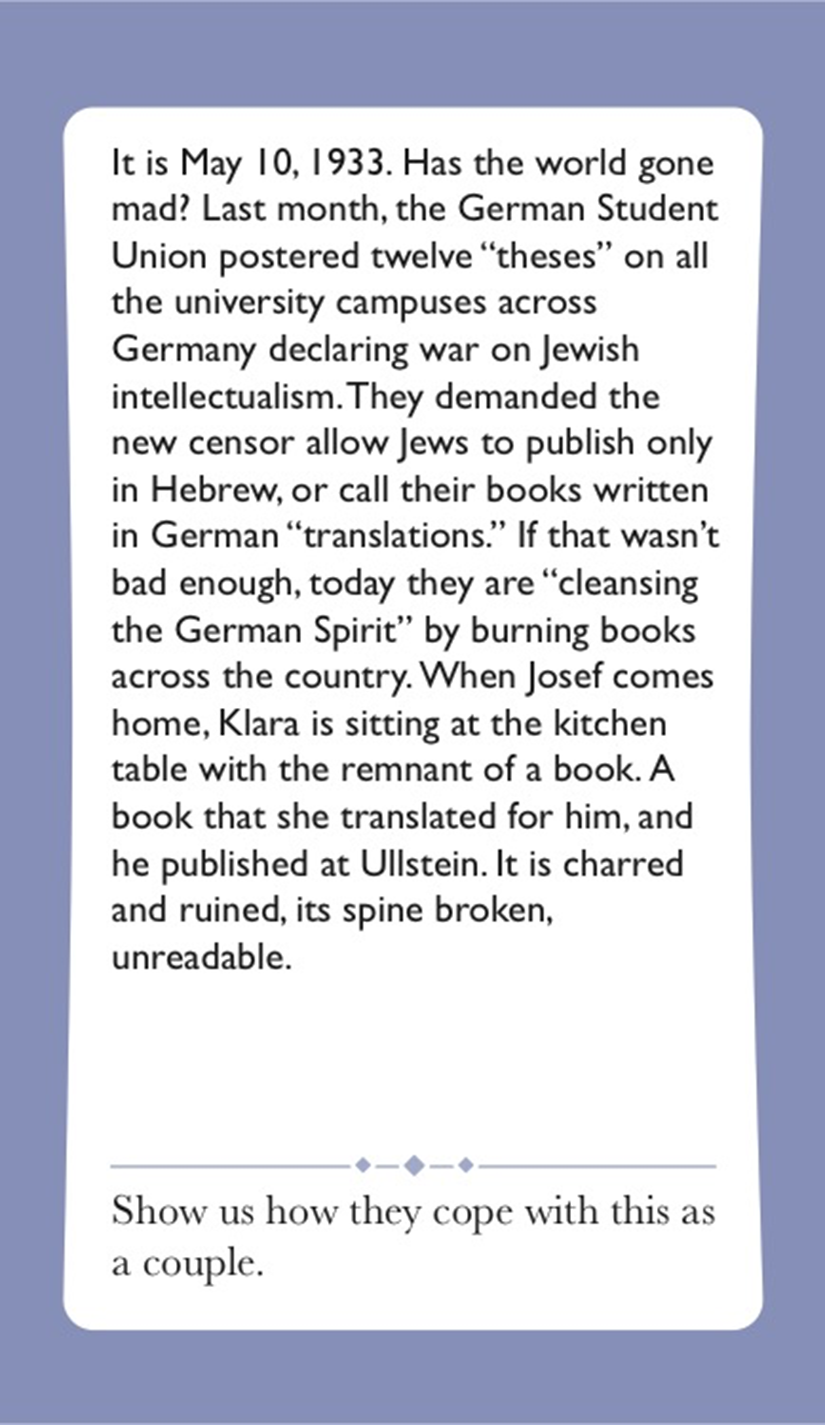 It is May 10, 1933. Has the world gone
mad? Last month, the German Student
Union postered twelve “theses” on all
the university campuses across
Germany declaring war on Jewish
intellectualism. They demanded the
new censor allow Jews to publish only
in Hebrew, or call their books written
in German “translations.” If that wasn’t
bad enough, today they are “cleansing
the German Spirit” by burning books
across the country. When Josef comes
home, Klara is sitting at the kitchen
table with the remnant of a book. A
book that she translated for him, and
he published at Ullstein. It is charred
and ruined, its spine broken,
unreadable.
Show us how they cope with this as
a couple.